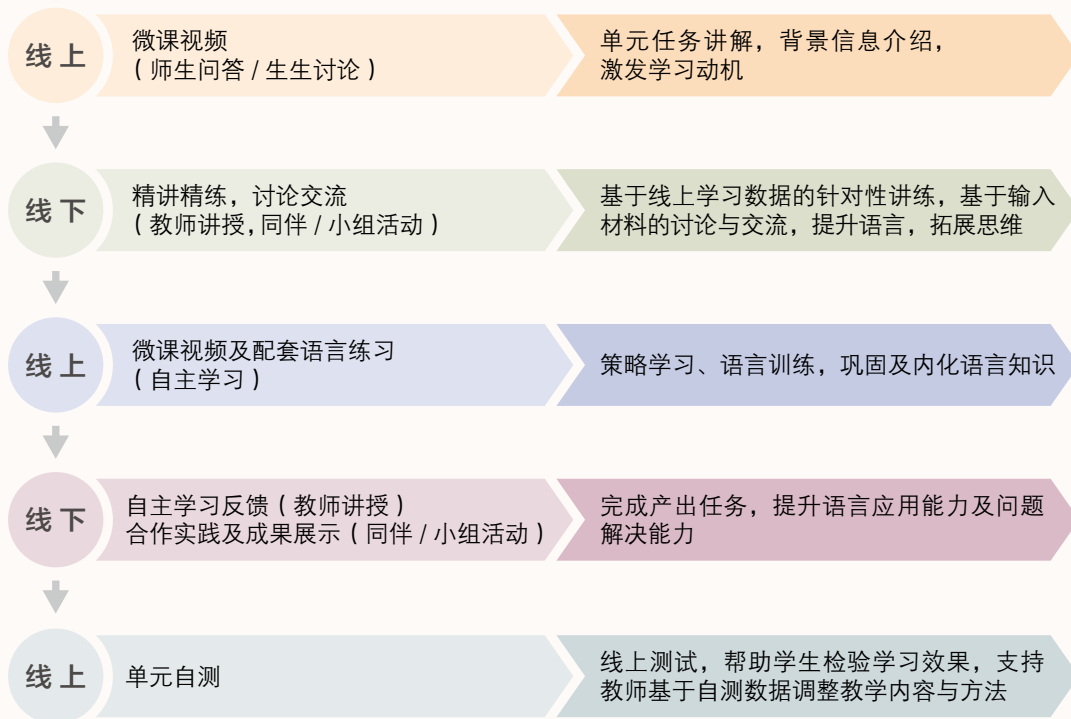 线上
微课视频
（师生问答 / 生生讨论）
单元任务讲解，背景信息介绍，
激发学习动机
线下
精讲精练，讨论交流
（教师讲授，同伴 / 小组活动）
基于线上学习数据的针对性讲练，基于输入
材料的讨论与交流，提升语言，拓展思维
线上
微课视频及配套语言练习
（自主学习）
策略学习、语言训练，巩固及内化语言知识
线下
自主学习反馈（教师讲授）
合作实践及成果展示（同伴 / 小组活动）
完成产出任务，提升语言应用能力及问题
解决能力
线上
单元自测
线上测试，帮助学生检验学习效果，支持
教师基于自测数据调整教学内容与方法